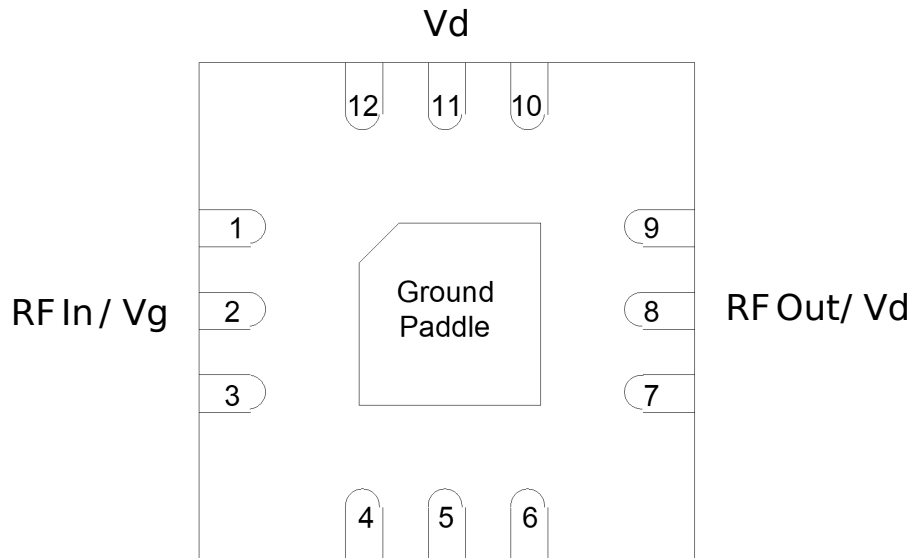 Vd
12 11 10
1 9
Ground
RF In / Vg 2 8 RF Out/ Vd
Paddle
3 7
4 5 6